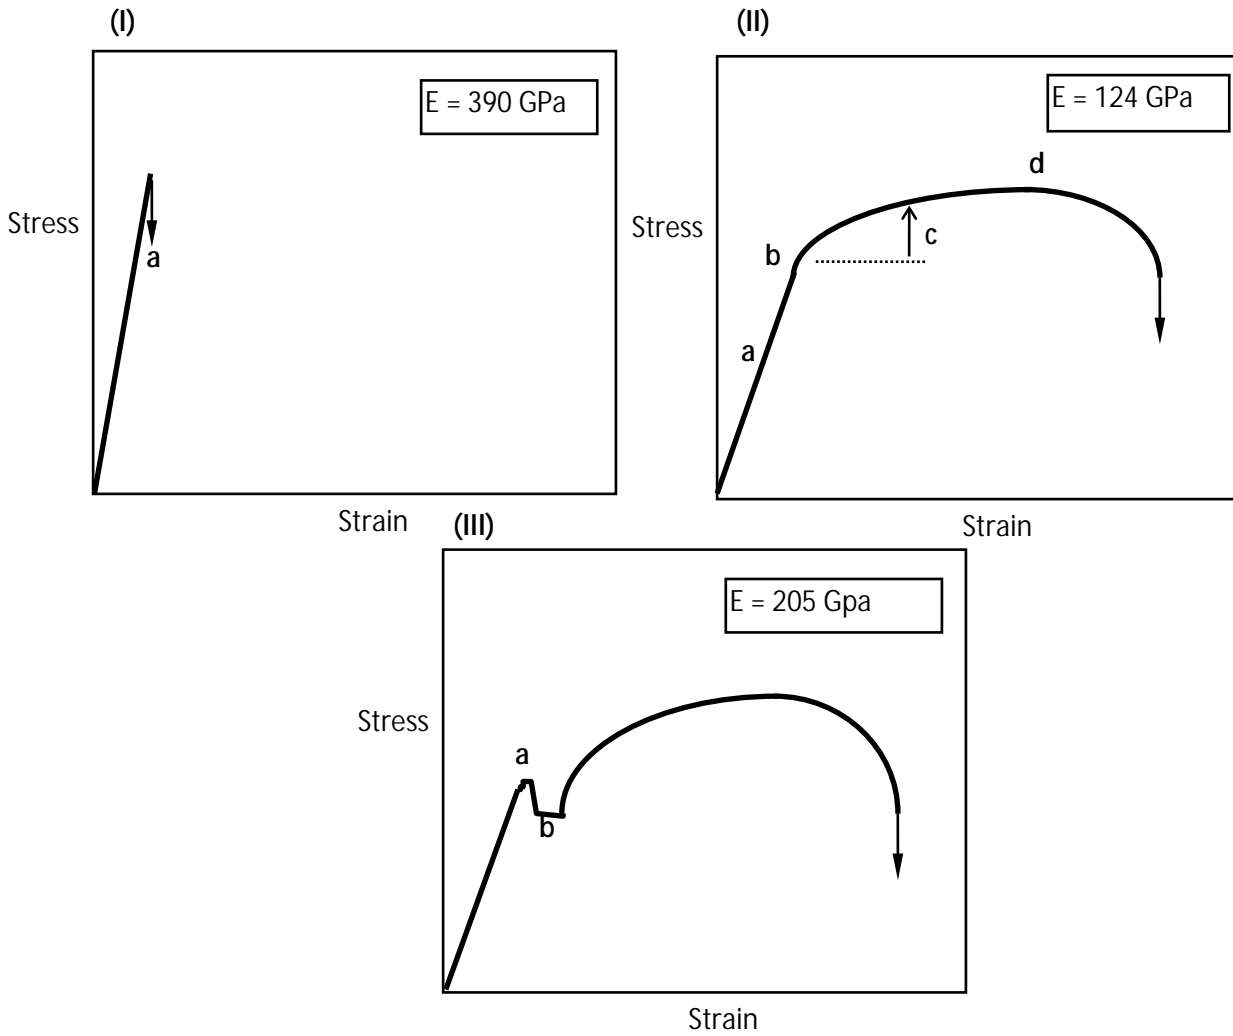 (I)
E = 390 GPa
Stress
a
Strain
(II)
E = 124 GPa
d
Stress
c
b
a
Strain
(III)
E = 205 Gpa
Stress
a
b
Strain